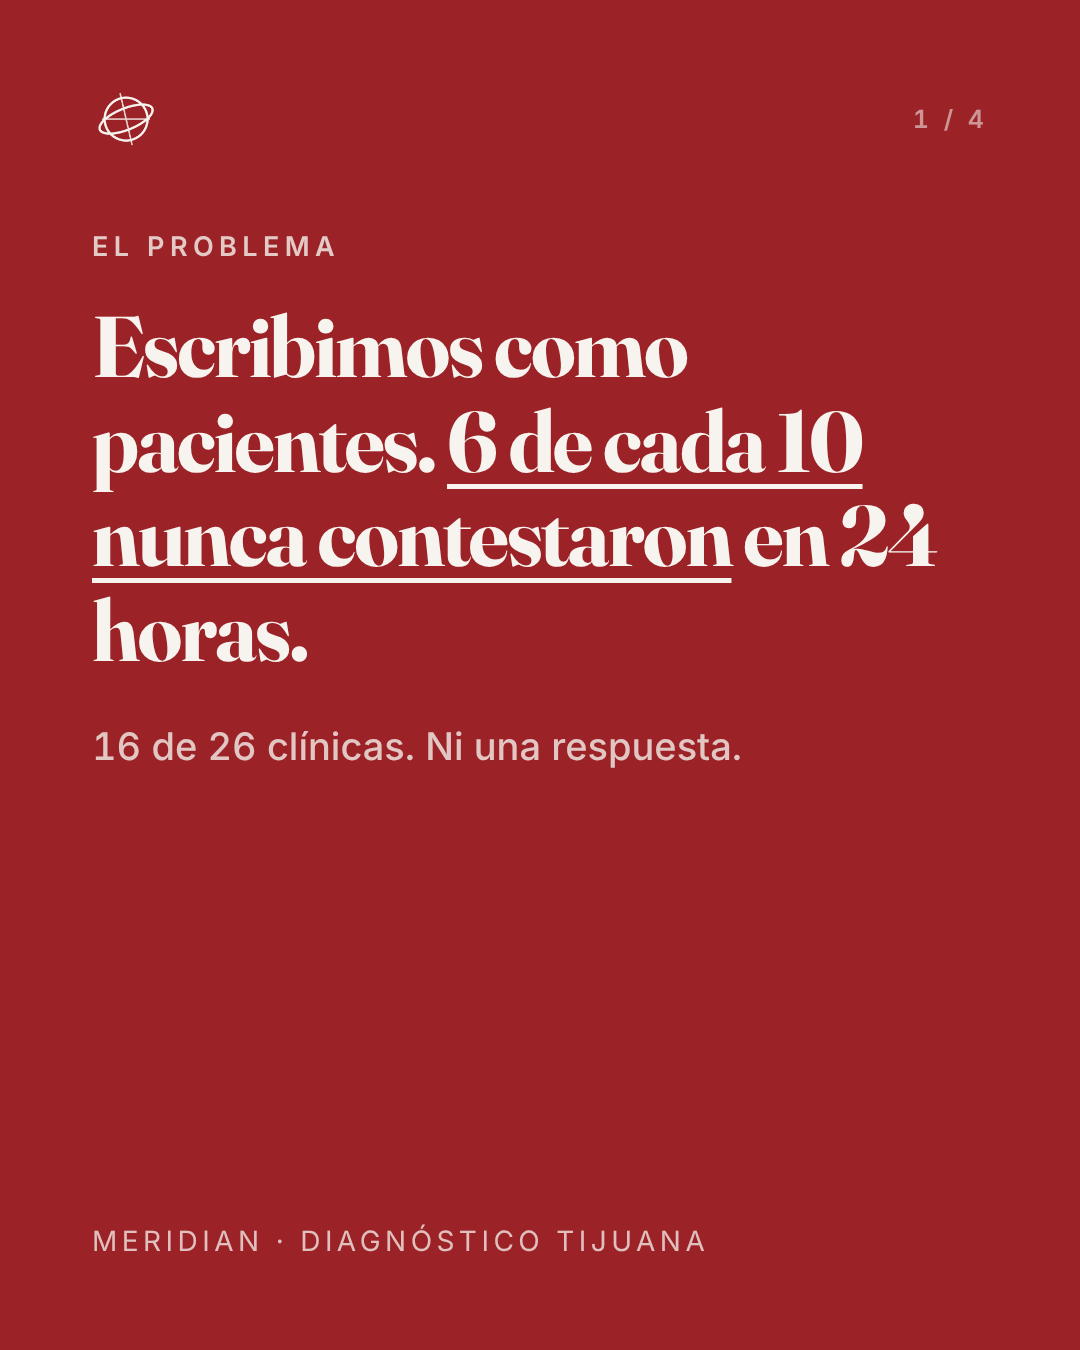 1 / 4
EL PROBLEMA
Escribimos como
pacientes. 6 de cada 10
nunca contestaron en 24
horas.
16 de 26 clínicas. Ni una respuesta.
MERIDIAN · DIAGNÓSTICO TIJUANA